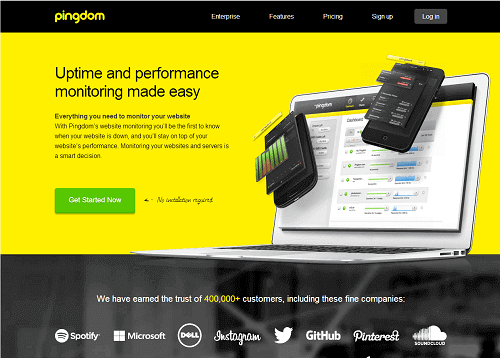 pingdom
Enterprise Features Pricing Sign up Log in
Uptime and performance
monitoring made easy
Everything you need to monitor your website
With Pingdom's website monitoring you'll be the first to know
when your website is down, and you'll stay on top of your
website's performance. Monitoring your websites and servers is
a smart decision.
Get Started Now
No installation required
pingdom
Dashboard
We have earned the trust of 400,000+ customers, including these fine companies:
Spotify Microsoft DELL Instagram GitHub Pinterest SOUNDCLOUD